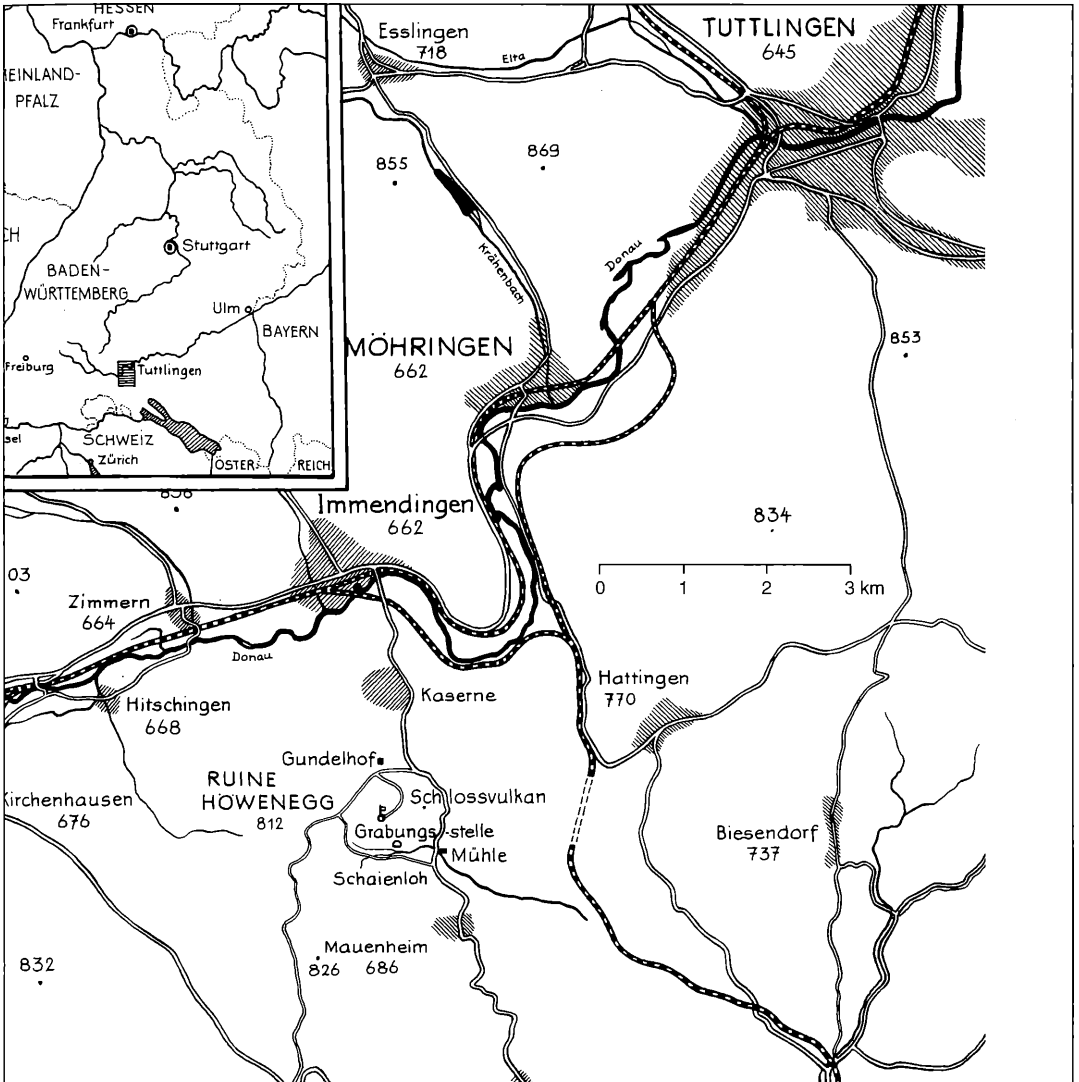 HESSEN
Frankfurt
EINLAND-
PFALZ
CH
Stuttgart
BADEN-
WÜRTTEMBERG
Ulm
BAYERN
Freiburg
Tuttlingen
sel
SCHWEIZ
Zürich
ÖSTER-
REICH
Esslingen
718
Elta
TUTTLINGEN
645
855
869
Krähenbach
Donau
MÖHRINGEN
662
853
Immendingen
662
834
0 1 2 3 km
03
Zimmern
664
Donau
Hitschingen
668
Kaserne
Hattingen
770
Gundelhof
RUINE
HÖWENEGG
812
Schlossvulkan
Kirchenhausen
676
Grabungs-stelle
Mühle
Schaienloh
Biesendorf
737
Mauenheim
826 686
832